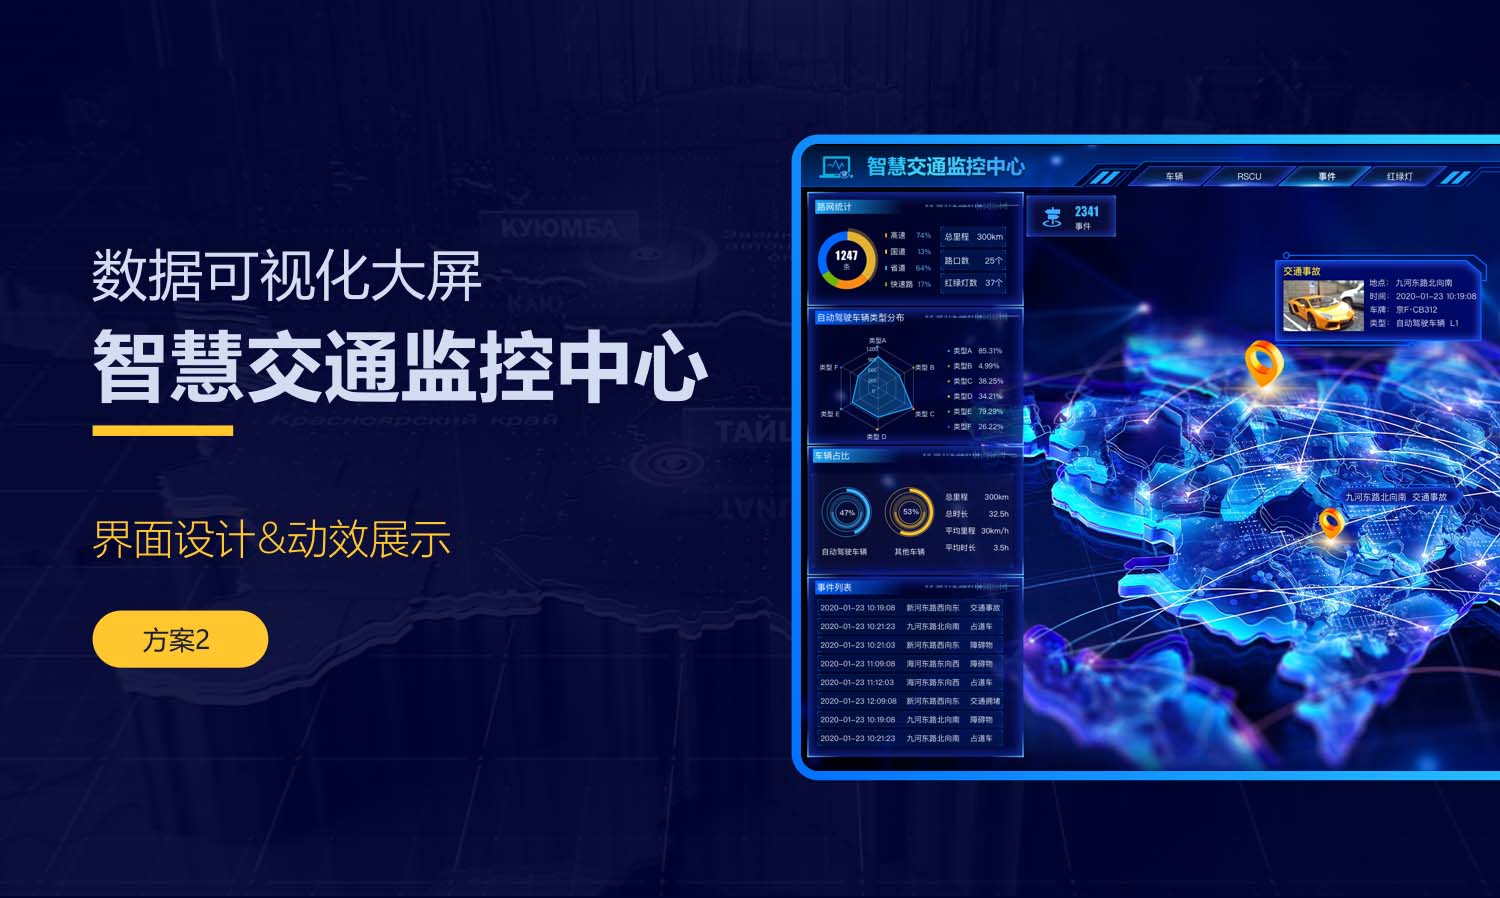 数据可视化大屏
智慧交通监控中心
界面设计&动效展示
方案2
КУЮМБА
智慧交通监控中心
车辆 RSCU 事件 红绿灯
路网统计
1247
条
高速 74%
国道 13%
省道 64%
快速路 17%
总里程 300km
路口数 25个
红绿灯数 37个
2341
事件
自动驾驶车辆类型分布
类型A
类型 B
类型 C
类型 D
类型 E
类型 F
1200
类型A 85.31%
类型B 4.99%
类型C 38.25%
类型D 34.21%
类型E 79.29%
类型F 26.22%
车辆占比
47%
自动驾驶车辆
53%
其他车辆
总里程 300km
总时长 32.5h
平均里程 30km/h
平均时长 3.5h
事件列表
2020-01-23 10:19:08 新河东路西向东 交通事故
2020-01-23 10:21:23 九河东路北向南 占道车
2020-01-23 10:21:03 新河东路西向东 障碍物
2020-01-23 11:09:08 海河东路东向西 障碍物
2020-01-23 11:12:03 海河东路东向西 占道车
2020-01-23 12:09:08 新河东路西向东 交通拥堵
2020-01-23 10:19:08 九河东路北向南 障碍物
2020-01-23 10:21:23 九河东路北向南 占道车
交通事故
地点: 九河东路北向南
时间: 2020-01-23 10:19:08
车牌: 京F·CB312
类型: 自动驾驶车辆 L1
九河东路北向南 交通事故